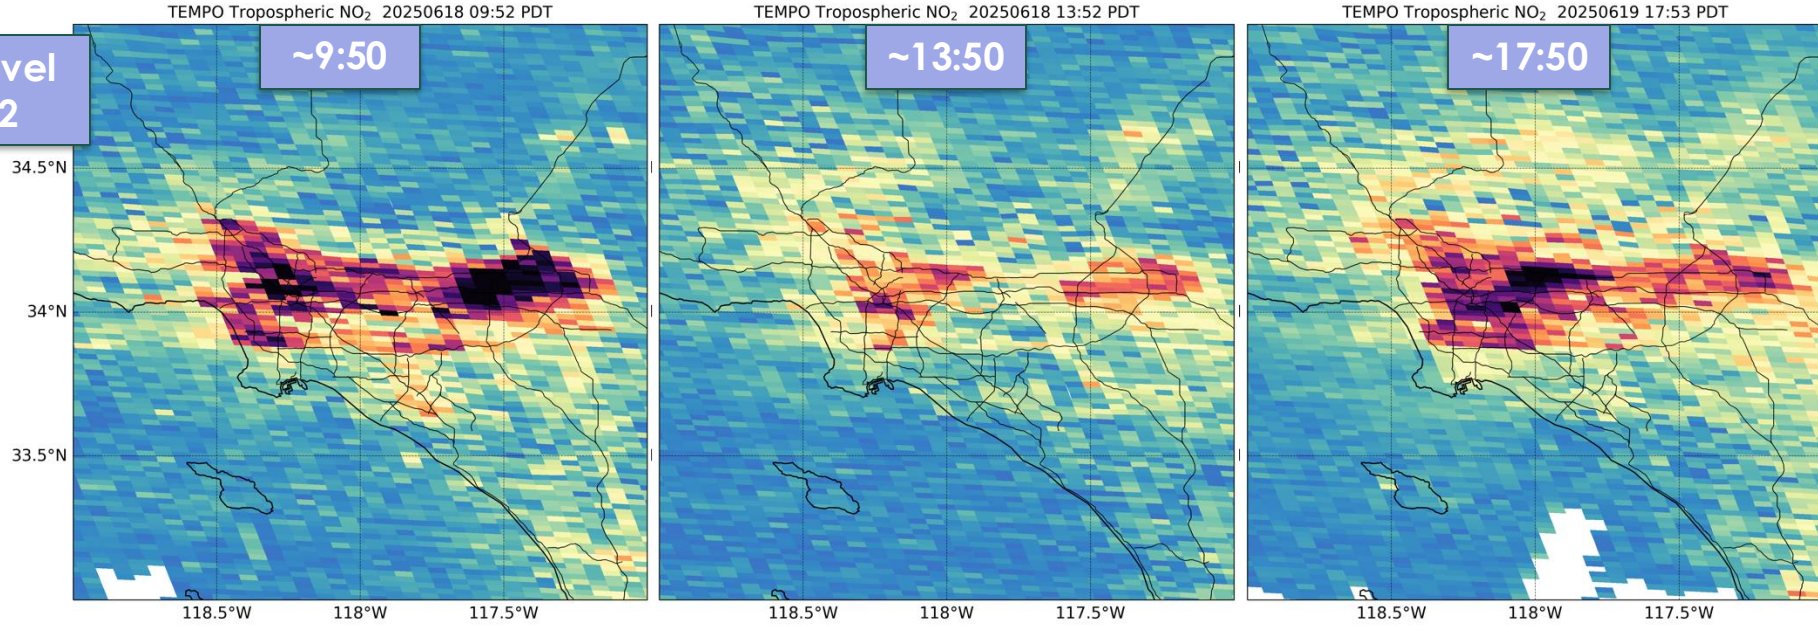 TEMPO Tropospheric NO₂ 20250618 09:52 PDT
TEMPO Tropospheric NO₂ 20250618 13:52 PDT
TEMPO Tropospheric NO₂ 20250619 17:53 PDT
~9:50
~13:50
~17:50
vel
2
34.5°N
34°N
33.5°N
118.5°W
118°W
117.5°W
118.5°W
118°W
117.5°W
118.5°W
118°W
117.5°W